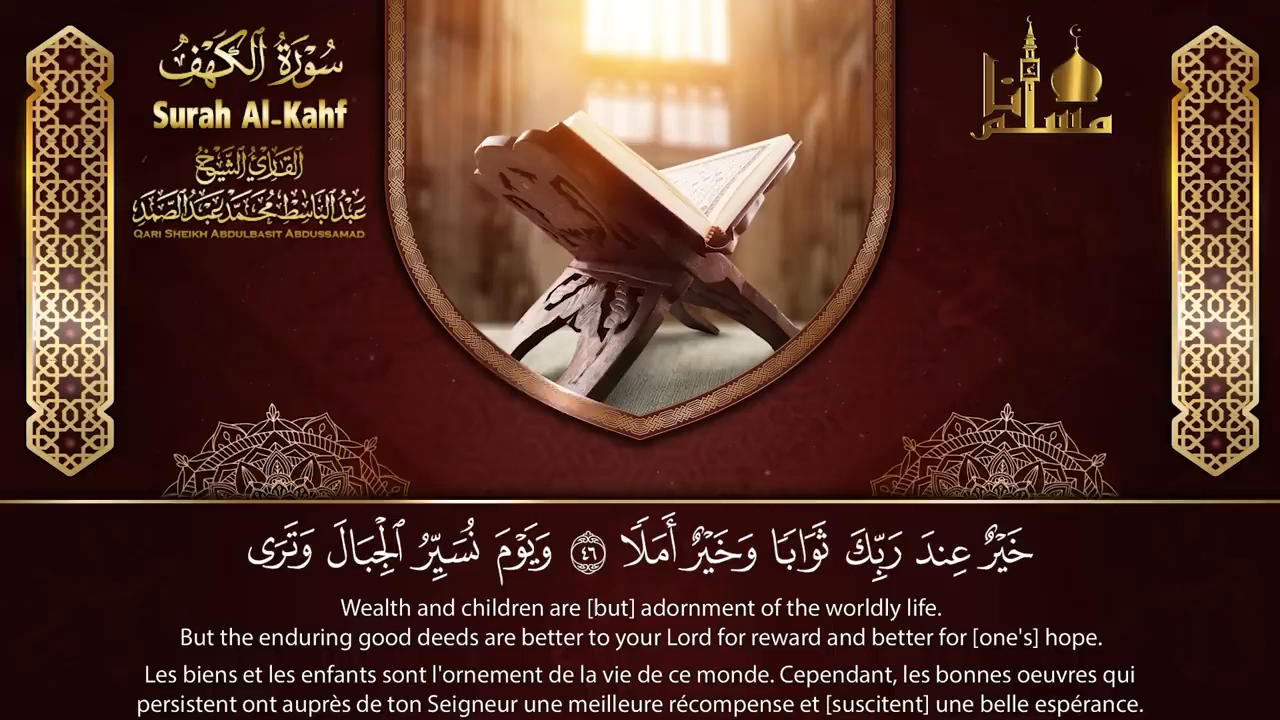 سُورَةُ الكَهْف
Surah Al-Kahf
القارئ الشيخ
عبد الباسط محمد عبد الصمد
QARI SHEIKH ABDULBASIT ABDUSSAMAD
أنا مسلم
خَيْرٌ عِندَ رَبِّكَ ثَوَابًا وَخَيْرٌ أَمَلًا ٤٦ وَيَوْمَ نُسَيِّرُ ٱلْجِبَالَ وَتَرَى
Wealth and children are [but] adornment of the worldly life.
But the enduring good deeds are better to your Lord for reward and better for [one's] hope.
Les biens et les enfants sont l'ornement de la vie de ce monde. Cependant, les bonnes oeuvres qui
persistent ont auprès de ton Seigneur une meilleure récompense et [suscitent] une belle espérance.